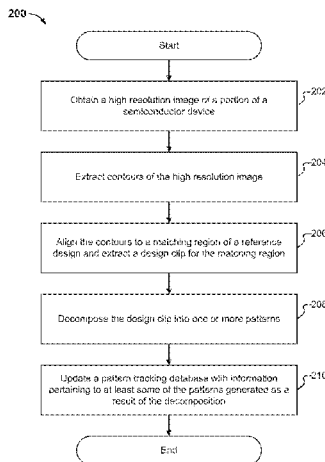 200
Start
Obtain a high resolution image of a portion of a
semiconductor device
202
Extract contours of the high resolution image
204
Align the contours to a matching region of a reference
design and extract a design clip for the matching region
206
Decompose the design clip into one or more patterns
208
Update a pattern tracking database with information
pertaining to at least some of the patterns generated as a
result of the decomposition
210
End